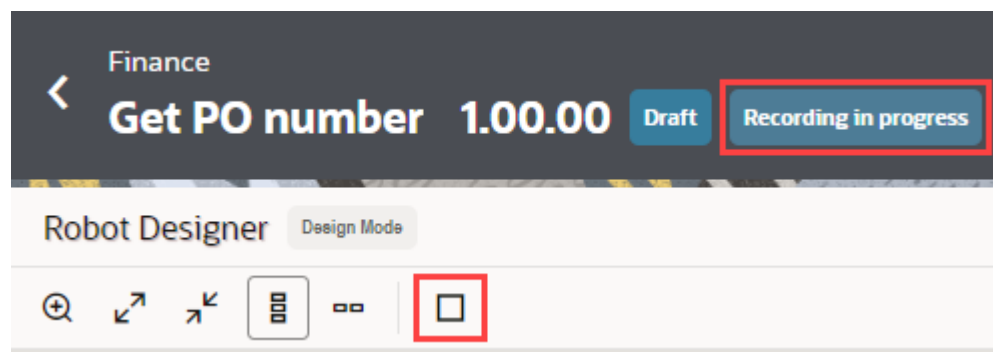 Finance
Get PO number 1.00.00 Draft Recording in progress
Robot Designer Design Mode